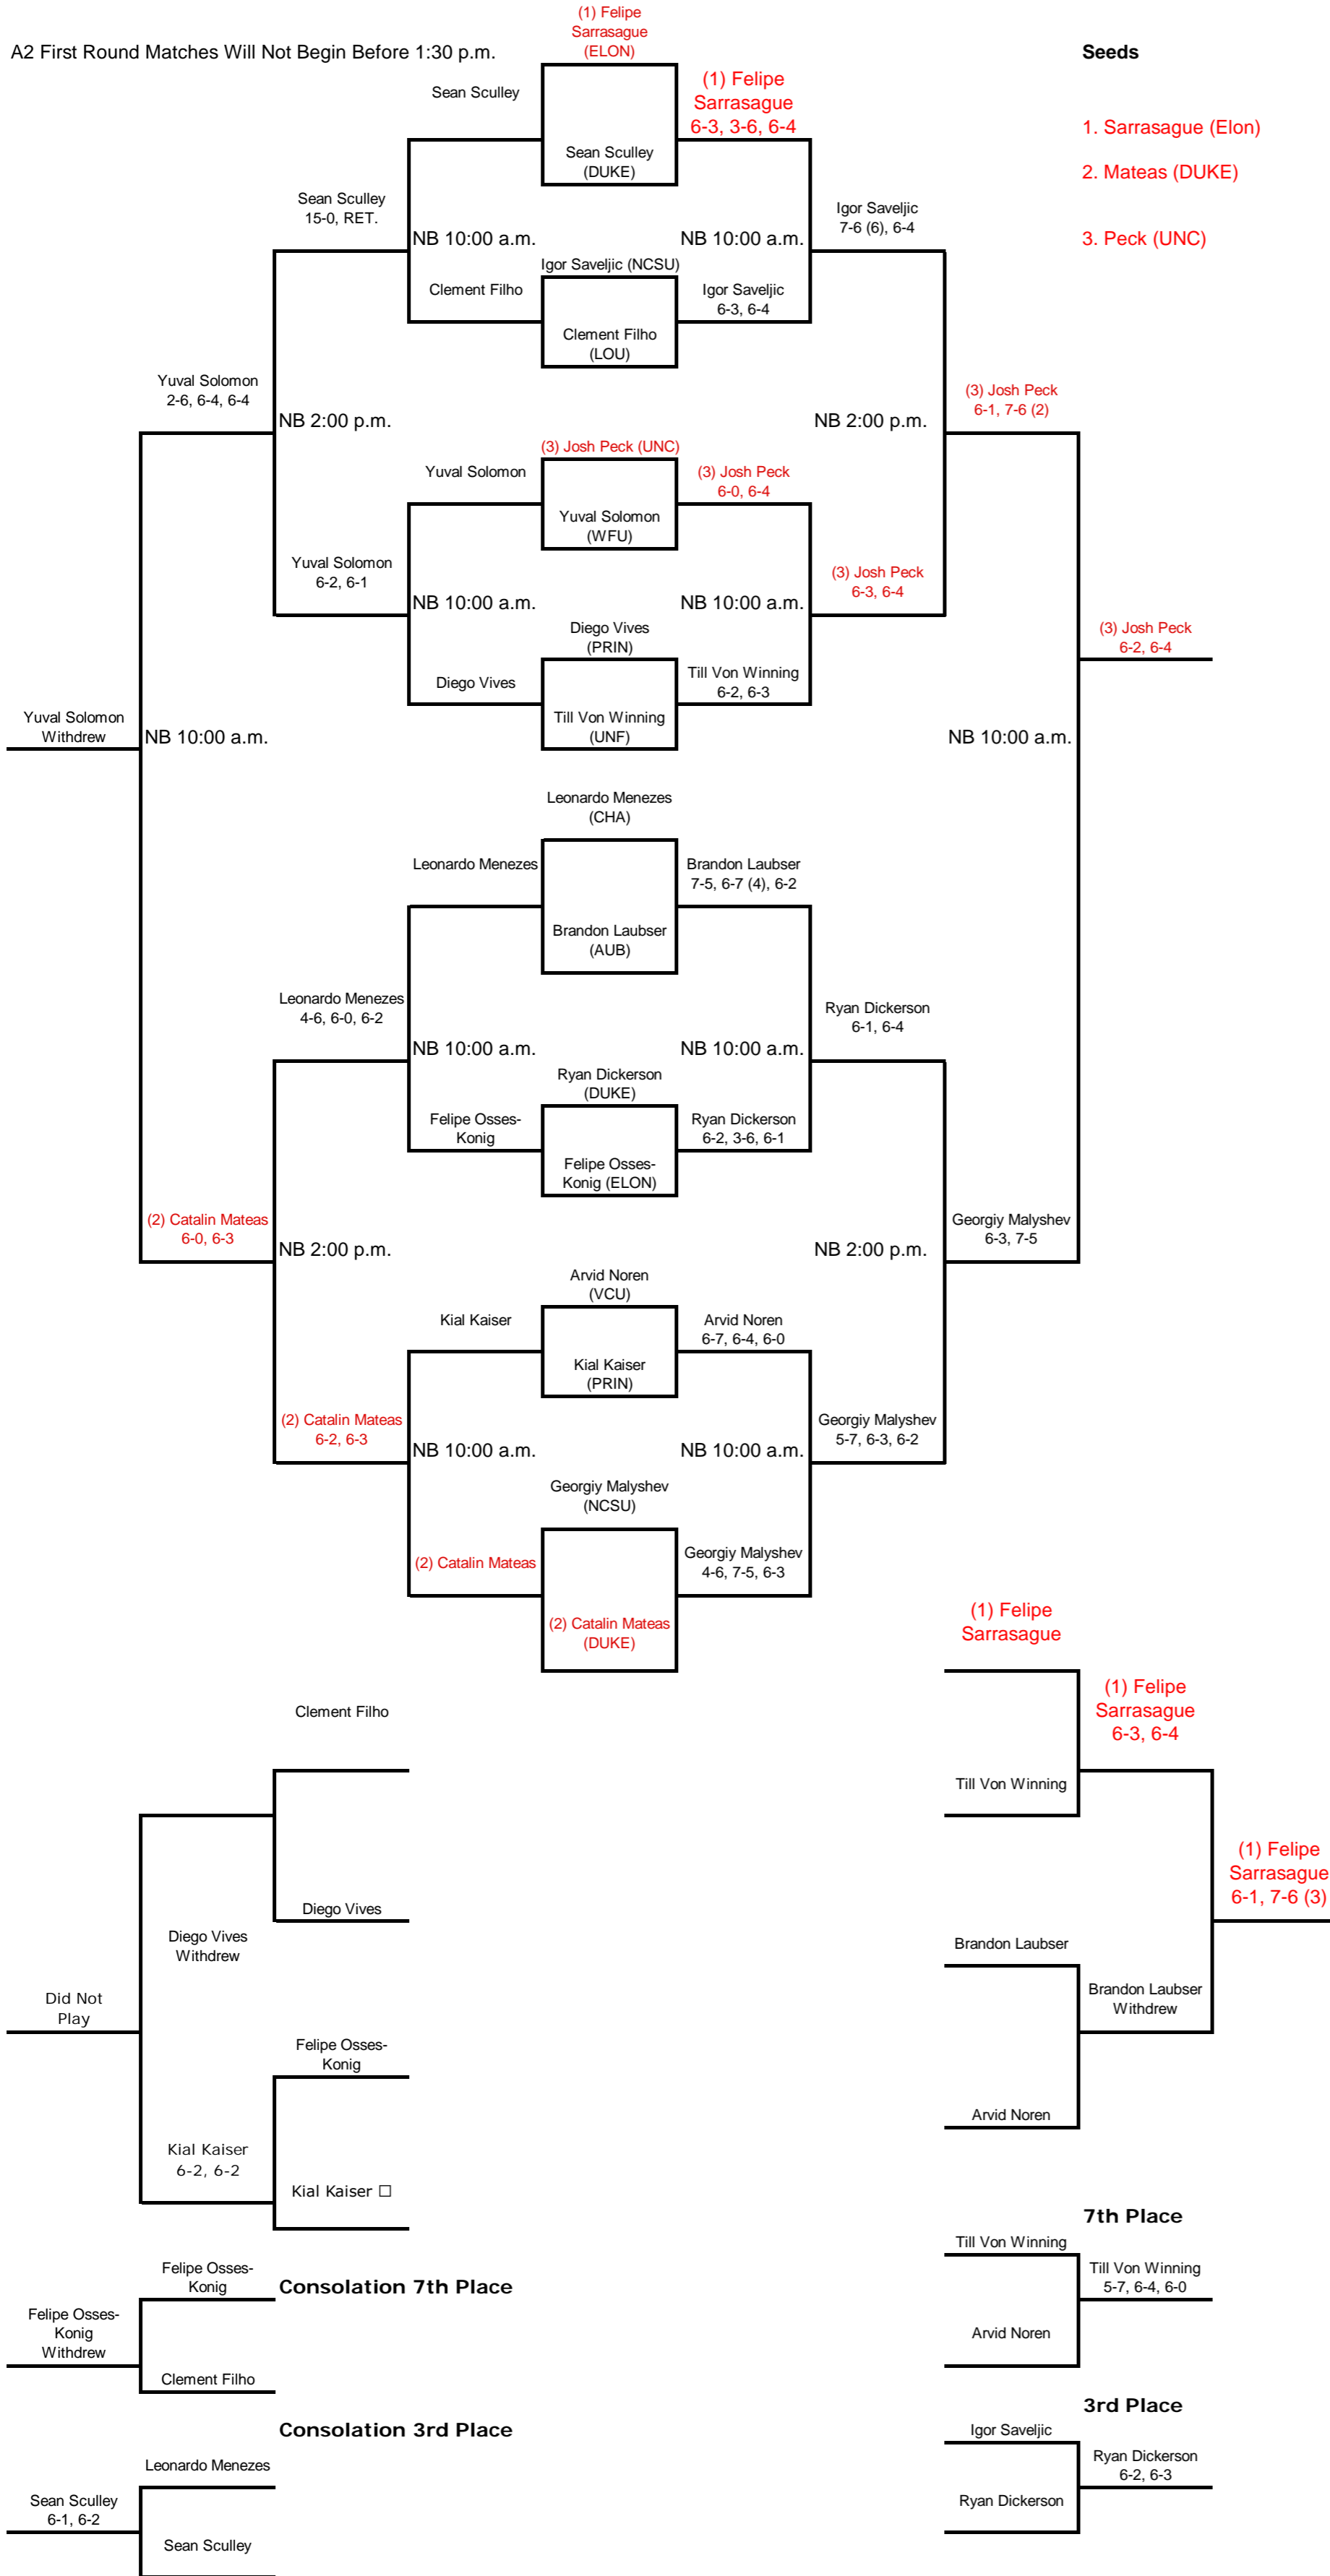 (1) Felipe
Sarrasague
(ELON)
A2 First Round Matches Will Not Begin Before 1:30 p.m.
Seeds
Sean Sculley
(1) Felipe
Sarrasague
6-3, 3-6, 6-4
1. Sarrasague (Elon)
Sean Sculley
(DUKE)
2. Mateas (DUKE)
Sean Sculley
15-0, RET.
Igor Saveljic
7-6 (6), 6-4
NB 10:00 a.m.
NB 10:00 a.m.
3. Peck (UNC)
Igor Saveljic (NCSU)
Clement Filho
Igor Saveljic
6-3, 6-4
Clement Filho
(LOU)
Yuval Solomon
2-6, 6-4, 6-4
(3) Josh Peck
6-1, 7-6 (2)
NB 2:00 p.m.
NB 2:00 p.m.
(3) Josh Peck (UNC)
Yuval Solomon
(3) Josh Peck
6-0, 6-4
Yuval Solomon
(WFU)
Yuval Solomon
6-2, 6-1
(3) Josh Peck
6-3, 6-4
NB 10:00 a.m.
NB 10:00 a.m.
Diego Vives
(PRIN)
(3) Josh Peck
6-2, 6-4
Diego Vives
Till Von Winning
6-2, 6-3
Yuval Solomon
Withdrew
Till Von Winning
(UNF)
NB 10:00 a.m.
NB 10:00 a.m.
Leonardo Menezes
(CHA)
Leonardo Menezes
Brandon Laubser
7-5, 6-7 (4), 6-2
Brandon Laubser
(AUB)
Leonardo Menezes
4-6, 6-0, 6-2
Ryan Dickerson
6-1, 6-4
NB 10:00 a.m.
NB 10:00 a.m.
Ryan Dickerson
(DUKE)
Felipe Osses-
Konig
Ryan Dickerson
6-2, 3-6, 6-1
Felipe Osses-
Konig (ELON)
(2) Catalin Mateas
6-0, 6-3
Georgiy Malyshev
6-3, 7-5
NB 2:00 p.m.
NB 2:00 p.m.
Arvid Noren
(VCU)
Kial Kaiser
Arvid Noren
6-7, 6-4, 6-0
Kial Kaiser
(PRIN)
(2) Catalin Mateas
6-2, 6-3
Georgiy Malyshev
5-7, 6-3, 6-2
NB 10:00 a.m.
NB 10:00 a.m.
Georgiy Malyshev
(NCSU)
(2) Catalin Mateas
Georgiy Malyshev
4-6, 7-5, 6-3
(2) Catalin Mateas
(DUKE)
(1) Felipe
Sarrasague
Clement Filho
(1) Felipe
Sarrasague
6-3, 6-4
Till Von Winning
Diego Vives
(1) Felipe
Sarrasague
6-1, 7-6 (3)
Diego Vives
Withdrew
Brandon Laubser
Did Not
Play
Brandon Laubser
Withdrew
Felipe Osses-
Konig
Arvid Noren
Kial Kaiser
6-2, 6-2
Kial Kaiser □
7th Place
Till Von Winning
Felipe Osses-
Konig
Consolation 7th Place
Till Von Winning
5-7, 6-4, 6-0
Felipe Osses-
Konig
Withdrew
Arvid Noren
Clement Filho
3rd Place
Consolation 3rd Place
Igor Saveljic
Leonardo Menezes
Ryan Dickerson
6-2, 6-3
Sean Sculley
6-1, 6-2
Ryan Dickerson
Sean Sculley